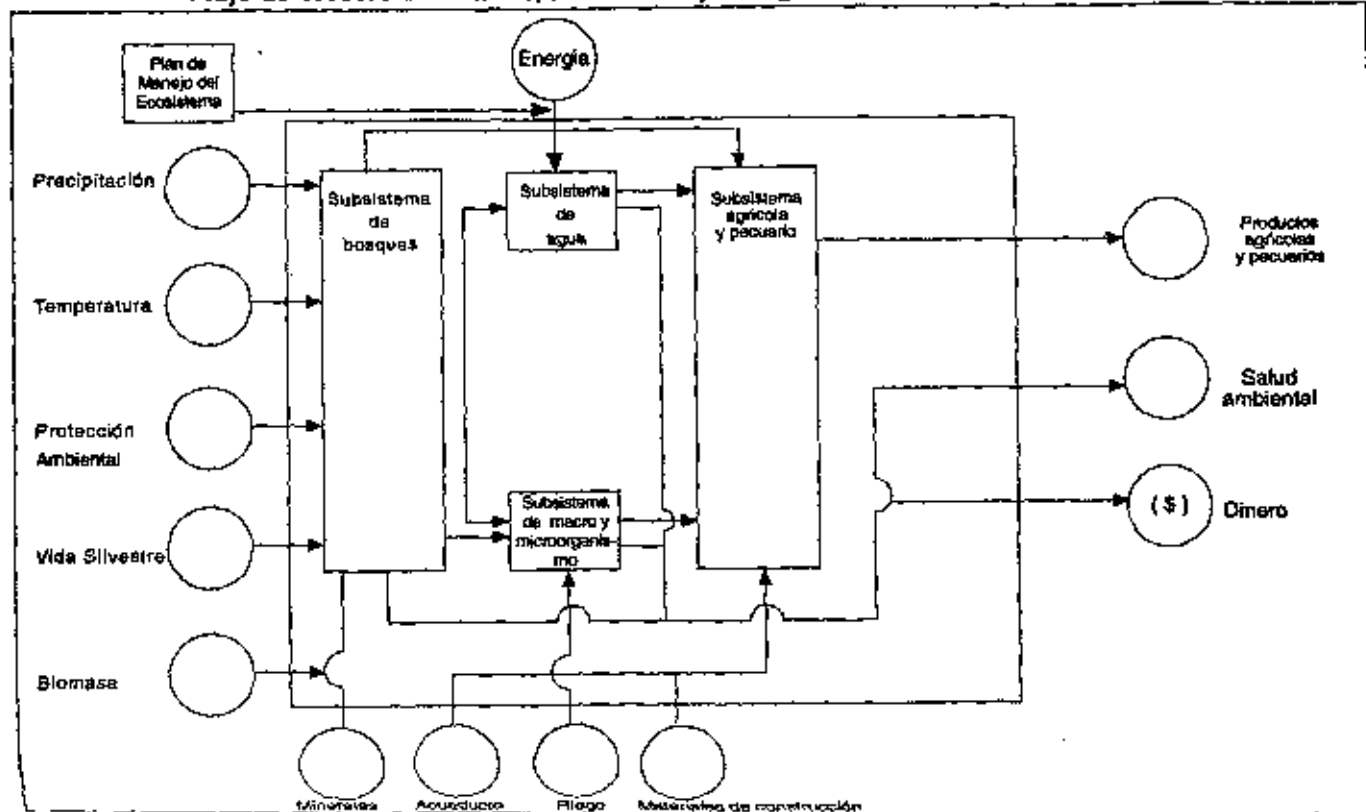 Plan de
Manejo del
Ecosistema
Energía
Precipitación
Temperatura
Protección
Ambiental
Vida Silvestre
Biomasa
Subsistema
de
bosques
Subsistema
de
agua
Subsistema
agrícola
y pecuario
Subsistema
de macro y
microorganis-
mo
Productos
agrícolas
y pecuarios
Salud
ambiental
($)
Dinero
Minerales
Acueducto
Materiales de construcción